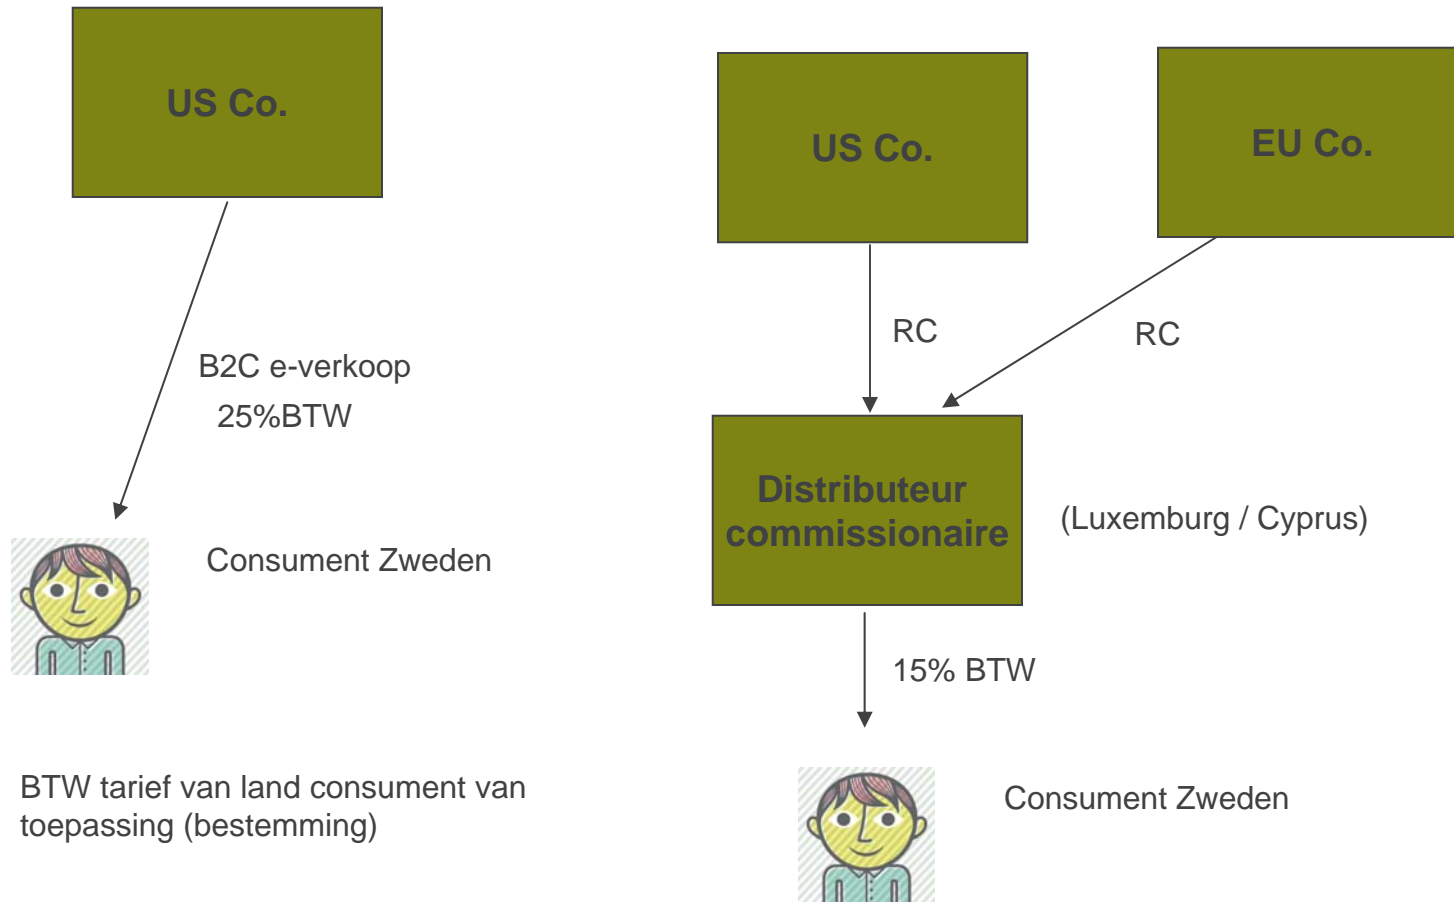 US Co.
B2C e-verkoop
25%BTW
Consument Zweden
BTW tarief van land consument van
toepassing (bestemming)
US Co.
EU Co.
RC
RC
Distributeur
commissionaire
(Luxemburg / Cyprus)
15% BTW
Consument Zweden